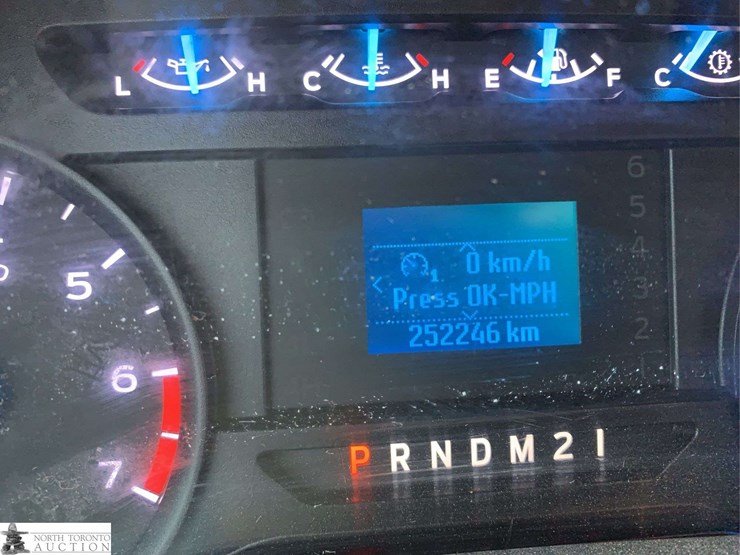 L H C H E F C
6
5
4
3
2
5
6
7
1 0 km/h
Press OK-MPH
252246 km
P R N D M 2 1
NORTH TORONTO
AUCTION